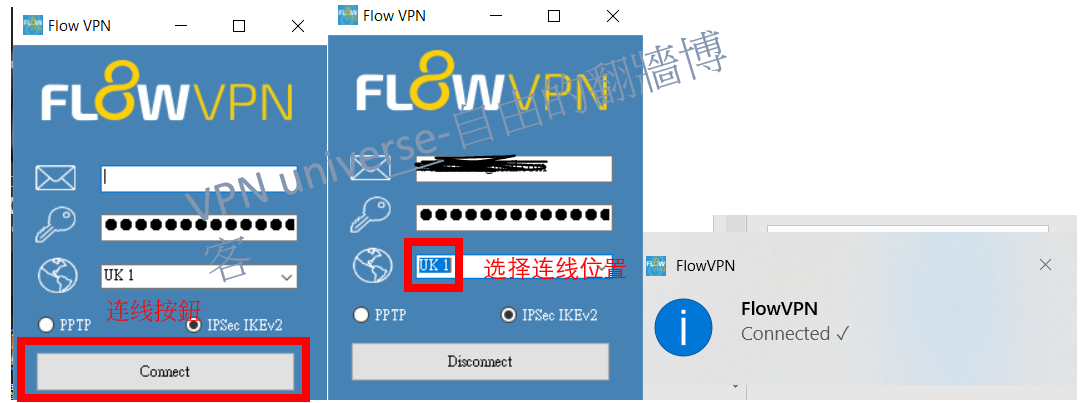 Flow VPN
FLOWVPN
UK 1
连线按鈕
PPTP
IPSec IKEv2
Connect
Flow VPN
FLOWVPN
UK 1
选择连线位置
PPTP
IPSec IKEv2
Disconnect
VPN universe-自由的翻牆博
客
FlowVPN
FlowVPN
Connected ✓